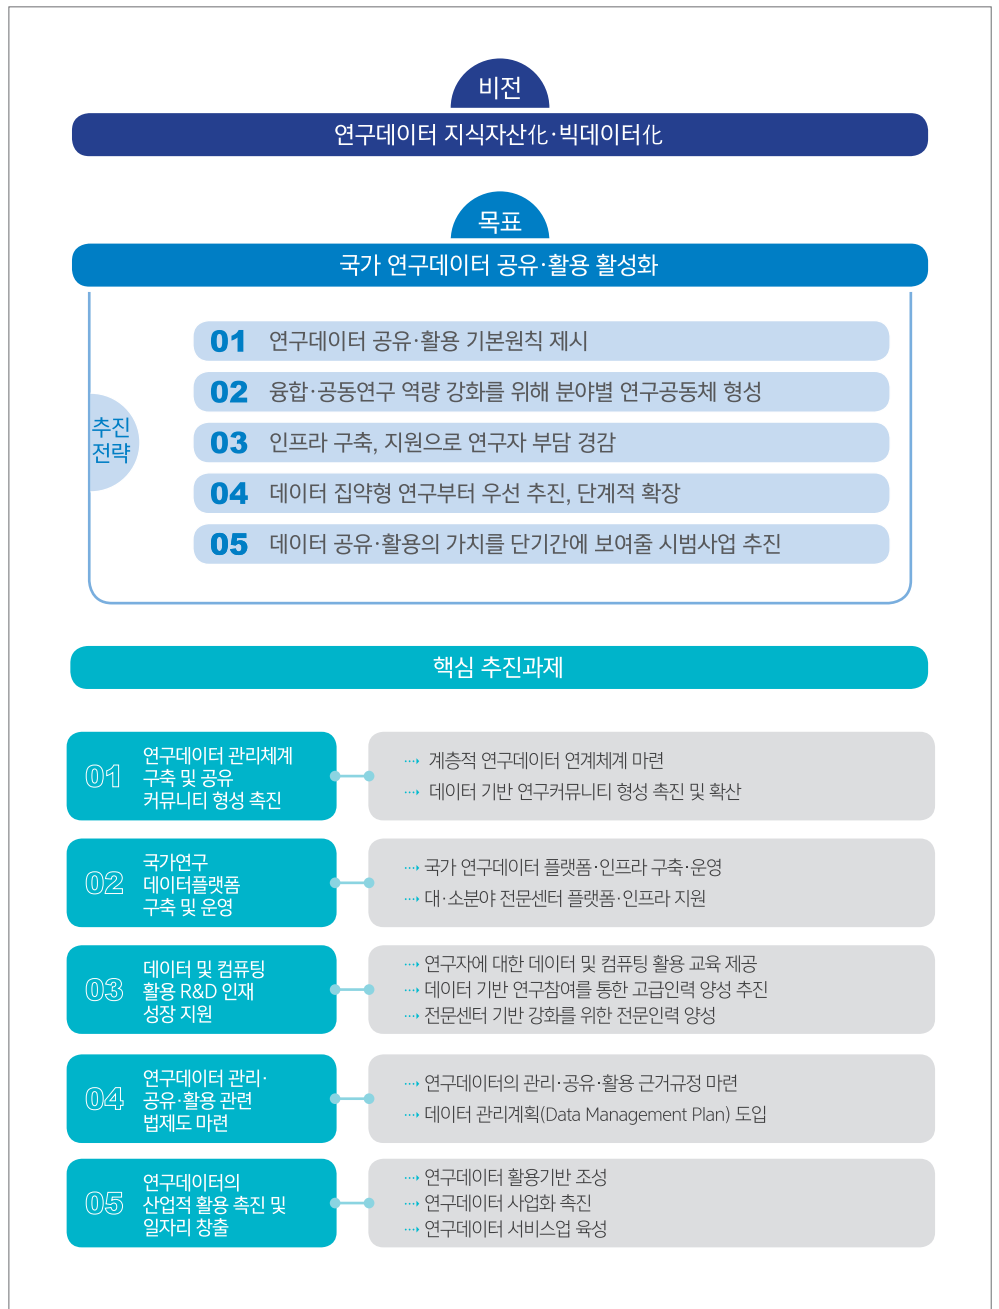 비전
연구데이터 지식자산化·빅데이터化
목표
국가 연구데이터 공유·활용 활성화
추진
전략
01 연구데이터 공유·활용 기본원칙 제시
02 융합·공동연구 역량 강화를 위해 분야별 연구공동체 형성
03 인프라 구축, 지원으로 연구자 부담 경감
04 데이터 집약형 연구부터 우선 추진, 단계적 확장
05 데이터 공유·활용의 가치를 단기간에 보여줄 시범사업 추진
핵심 추진과제
01
연구데이터 관리체계
구축 및 공유
커뮤니티 형성 촉진
계층적 연구데이터 연계체계 마련
데이터 기반 연구커뮤니티 형성 촉진 및 확산
02
국가연구
데이터플랫폼
구축 및 운영
국가 연구데이터 플랫폼·인프라 구축·운영
대·소분야 전문센터 플랫폼·인프라 지원
03
데이터 및 컴퓨팅
활용 R&D 인재
성장 지원
연구자에 대한 데이터 및 컴퓨팅 활용 교육 제공
데이터 기반 연구참여를 통한 고급인력 양성 추진
전문센터 기반 강화를 위한 전문인력 양성
04
연구데이터 관리·
공유·활용 관련
법제도 마련
연구데이터의 관리·공유·활용 근거규정 마련
데이터 관리계획(Data Management Plan) 도입
05
연구데이터의
산업적 활용 촉진 및
일자리 창출
연구데이터 활용기반 조성
연구데이터 사업화 촉진
연구데이터 서비스업 육성